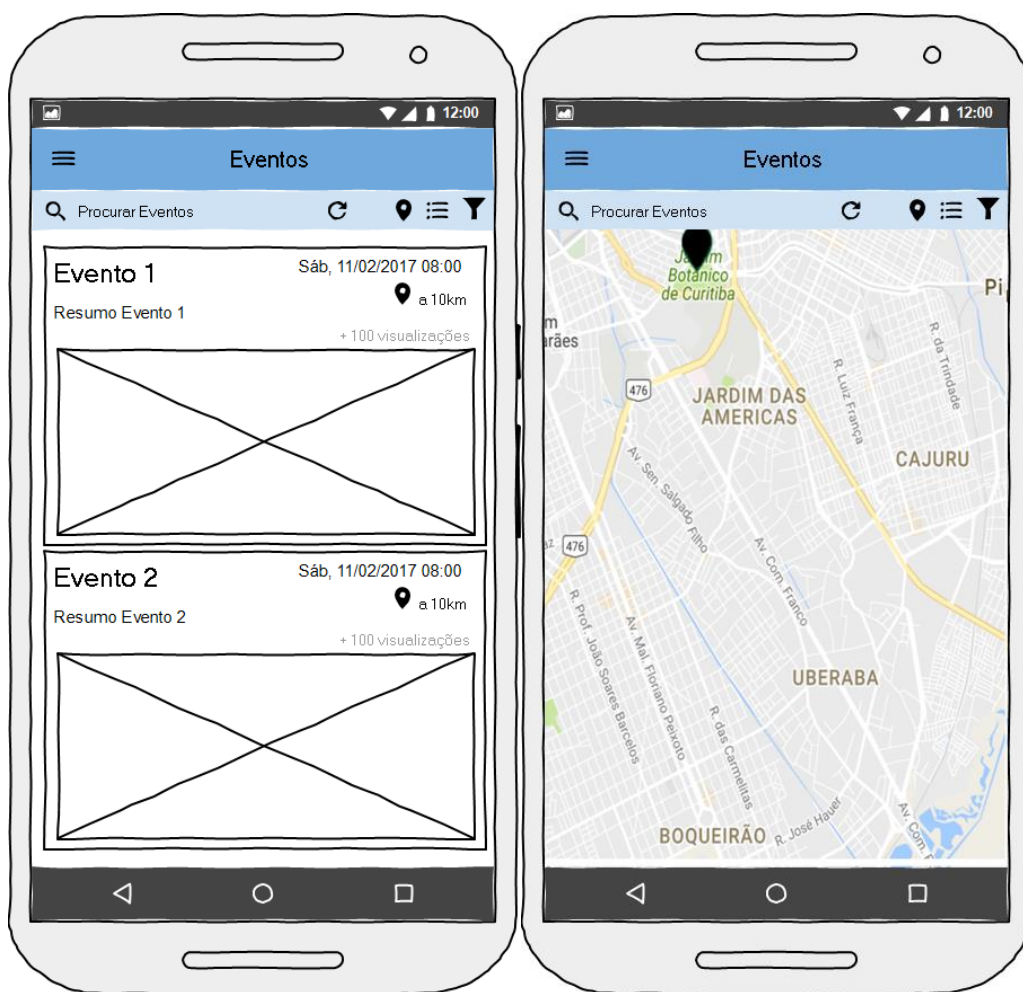 12:00
Eventos
Procurar Eventos
Evento 1
Sáb, 11/02/2017 08:00
a 10km
Resumo Evento 1
+ 100 visualizações
Evento 2
Sáb, 11/02/2017 08:00
a 10km
Resumo Evento 2
+ 100 visualizações
12:00
Eventos
Procurar Eventos
Jardim
Botânico
de Curitiba
Pi
m
arães
R. da Trindade
R. Luiz França
476
JARDIM DAS
AMERICAS
CAJURU
Av. Sen. Salgado Filho
az
476
Av. Com. Franco
R. Prof. João Soares Barcelos
Av. Mal. Floriano Peixoto
UBERABA
R. das Carmelitas
R. José Hauer
BOQUEIRÃO
Av. Com. F